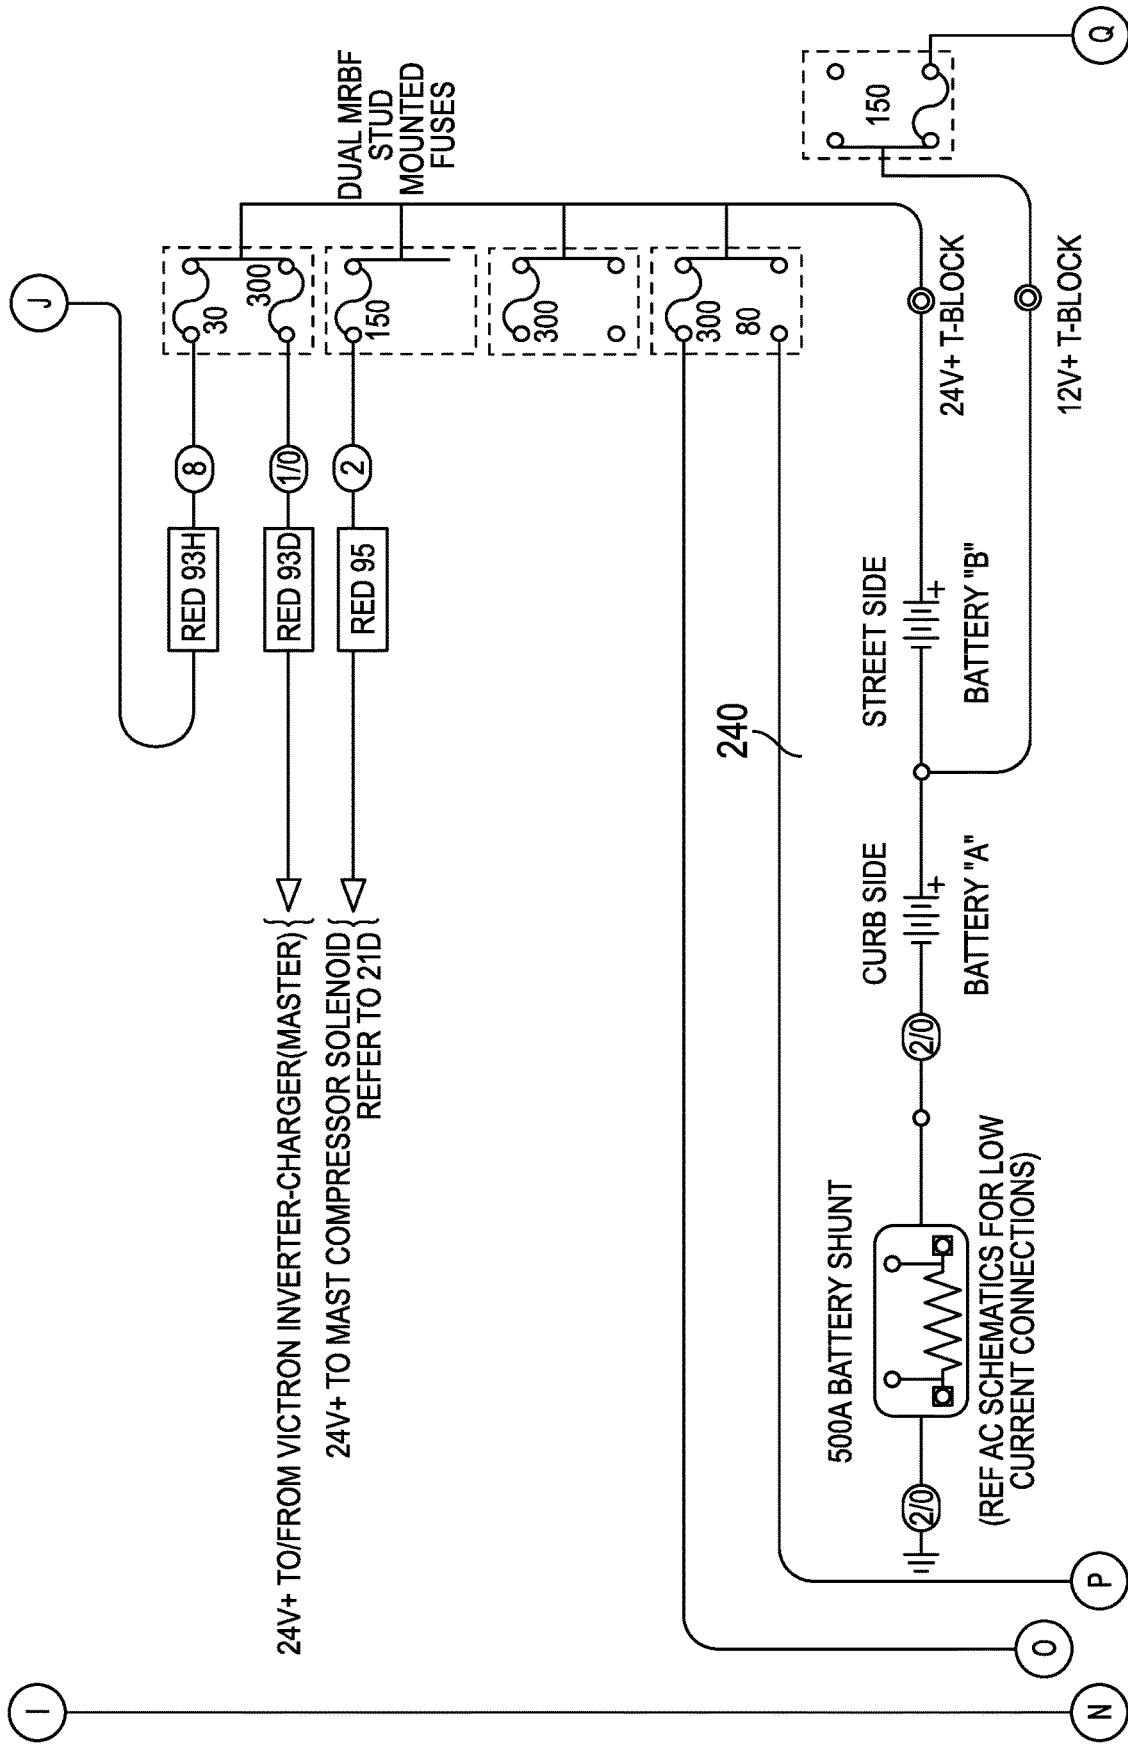 I
J
24V+ TO/FROM VICTRON INVERTER-CHARGER(MASTER)
RED 93H
8
30
RED 93D
1/0
300
24V+ TO MAST COMPRESSOR SOLENOID
REFER TO 21D
RED 95
2
150
DUAL MRBF
STUD
MOUNTED
FUSES
300
300
80
240
150
Q
500A BATTERY SHUNT
CURB SIDE
STREET SIDE
2/0
2/0
+
+
BATTERY "A"
BATTERY "B"
24V+ T-BLOCK
12V+ T-BLOCK
(REF AC SCHEMATICS FOR LOW
CURRENT CONNECTIONS)
N
O
P